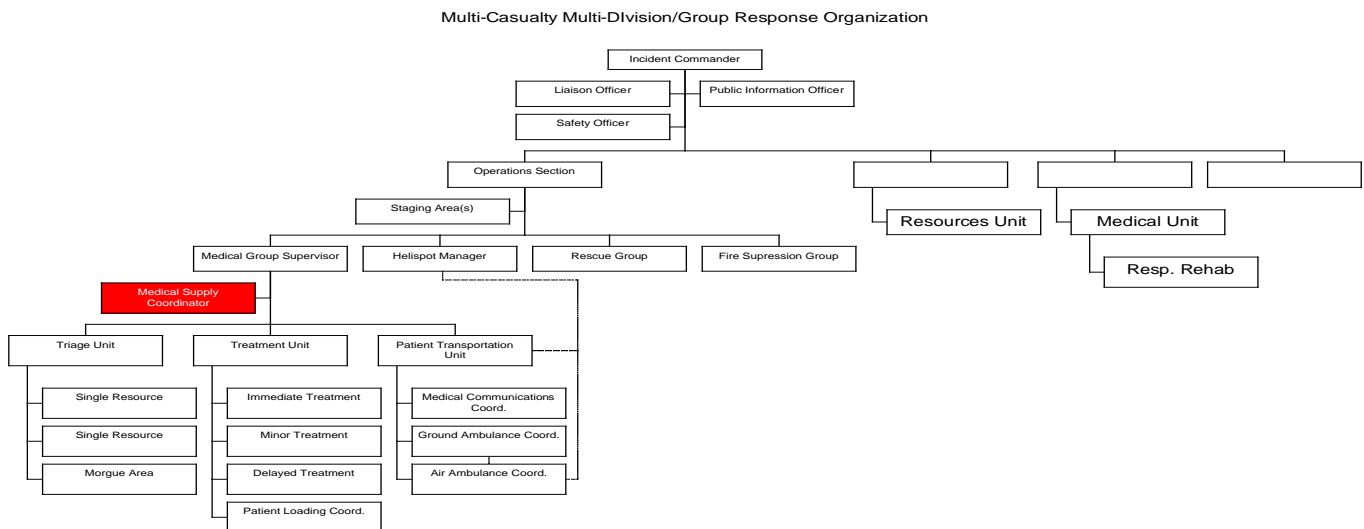 Multi-Casualty Multi-DIvision/Group Response Organization
Incident Commander
Liaison Officer
Public Information Officer
Safety Officer
Operations Section
Staging Area(s)
Resources Unit
Medical Unit
Medical Group Supervisor
Helispot Manager
Rescue Group
Fire Supression Group
Resp. Rehab
Medical Supply
Coordinator
Triage Unit
Treatment Unit
Patient Transportation
Unit
Single Resource
Immediate Treatment
Medical Communications
Coord.
Single Resource
Minor Treatment
Ground Ambulance Coord.
Morgue Area
Delayed Treatment
Air Ambulance Coord.
Patient Loading Coord.